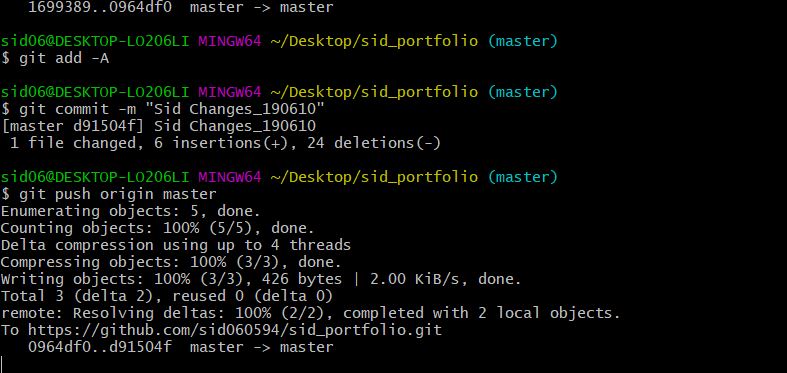 1699389..0964df0  master -> master
sid06@DESKTOP-LO206LI MINGW64 ~/Desktop/sid_portfolio (master)
$ git add -A
sid06@DESKTOP-LO206LI MINGW64 ~/Desktop/sid_portfolio (master)
$ git commit -m "Sid Changes_190610"
[master d91504f] Sid Changes_190610
 1 file changed, 6 insertions(+), 24 deletions(-)
sid06@DESKTOP-LO206LI MINGW64 ~/Desktop/sid_portfolio (master)
$ git push origin master
Enumerating objects: 5, done.
Counting objects: 100% (5/5), done.
Delta compression using up to 4 threads
Compressing objects: 100% (3/3), done.
Writing objects: 100% (3/3), 426 bytes | 2.00 KiB/s, done.
Total 3 (delta 2), reused 0 (delta 0)
remote: Resolving deltas: 100% (2/2), completed with 2 local objects.
To https://github.com/sid060594/sid_portfolio.git
   0964df0..d91504f  master -> master